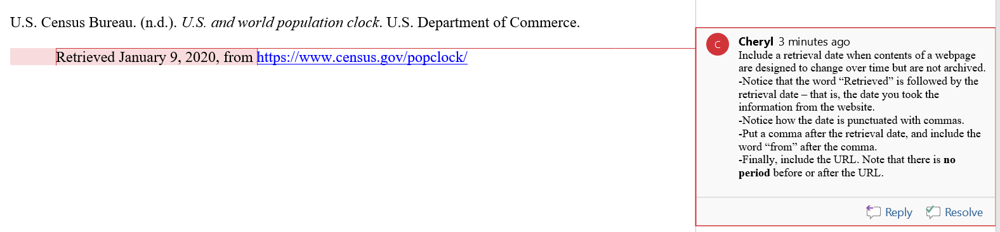 U.S. Census Bureau. (n.d.). U.S. and world population clock. U.S. Department of Commerce.
Retrieved January 9, 2020, from https://www.census.gov/popclock/
C
Cheryl 3 minutes ago
Include a retrieval date when contents of a webpage
are designed to change over time but are not archived.
-Notice that the word “Retrieved” is followed by the
retrieval date – that is, the date you took the
information from the website.
-Notice how the date is punctuated with commas.
-Put a comma after the retrieval date, and include the
word “from” after the comma.
-Finally, include the URL. Note that there is no
period before or after the URL.
Reply Resolve